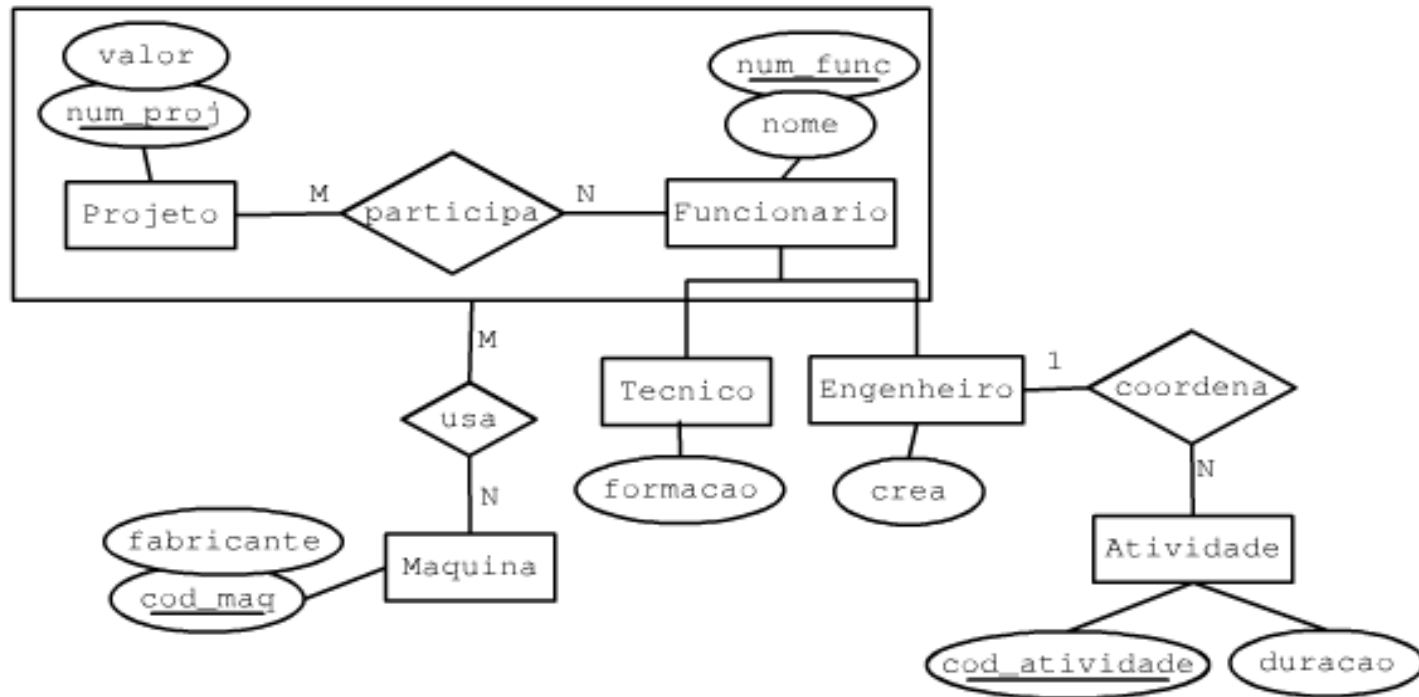 valor
num_proj
num_func
nome
Projeto
M
participa
N
Funcionario
M
usa
N
Tecnico
Engenheiro
1
coordena
N
formacao
crea
fabricante
cod_maq
Maquina
Atividade
cod_atividade
duracao